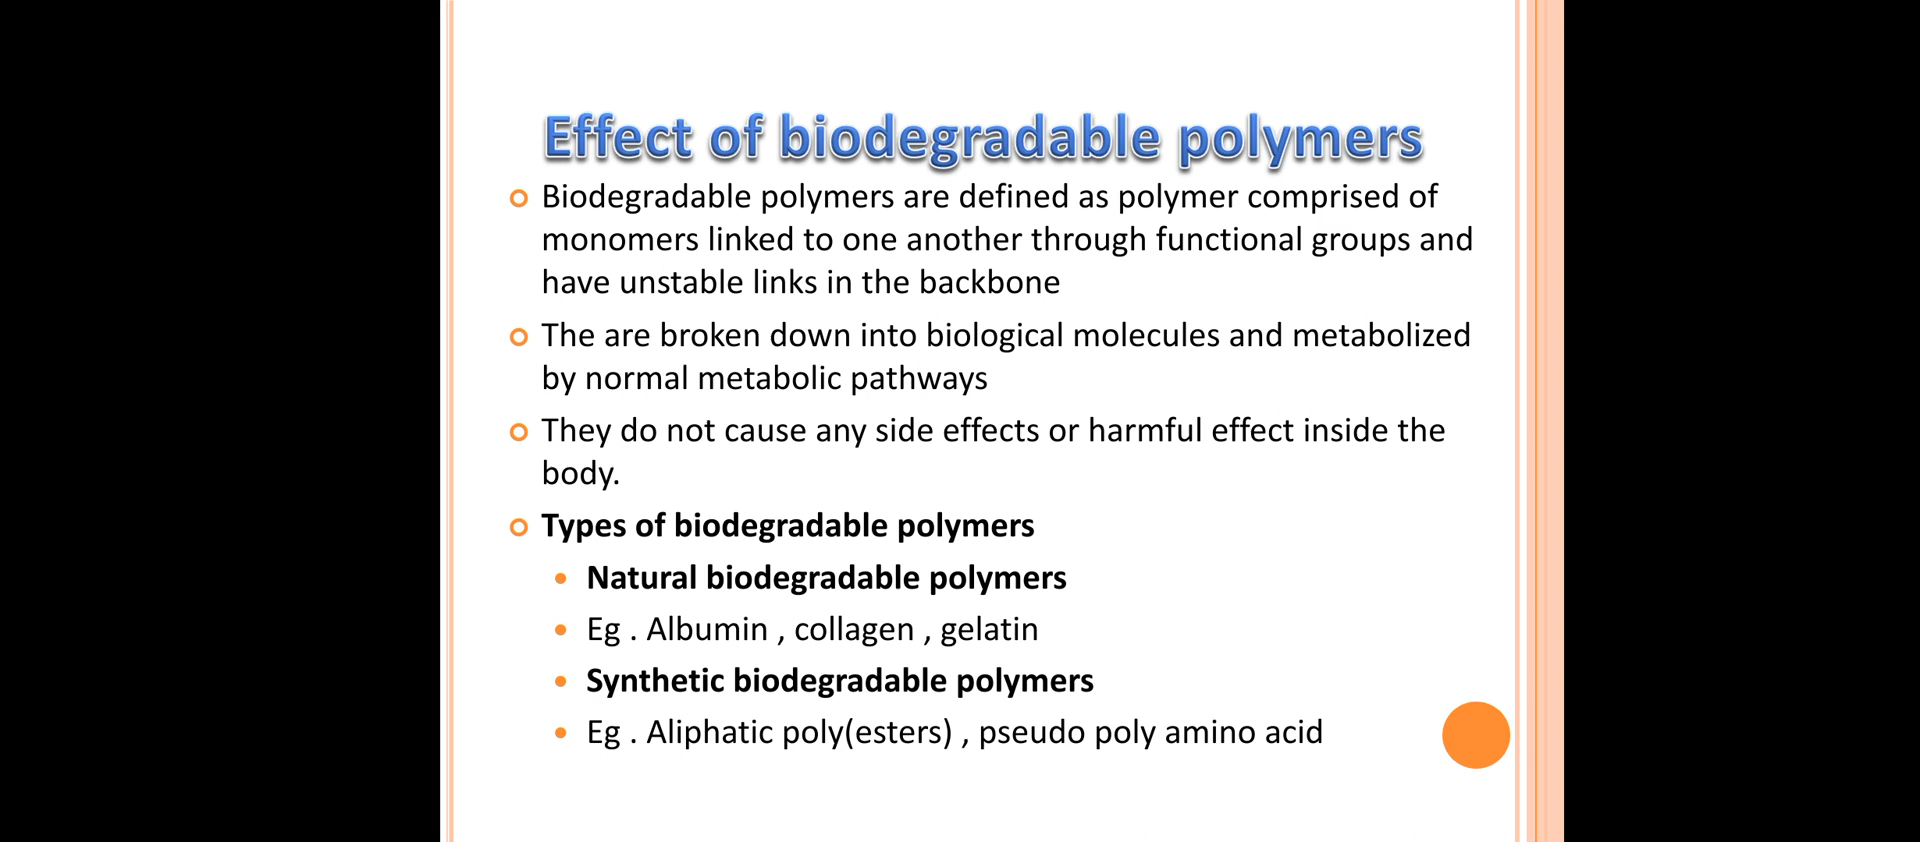 Effect of biodegradable polymers
Biodegradable polymers are defined as polymer comprised of
monomers linked to one another through functional groups and
have unstable links in the backbone
The are broken down into biological molecules and metabolized
by normal metabolic pathways
They do not cause any side effects or harmful effect inside the
body.
Types of biodegradable polymers
Natural biodegradable polymers
Eg . Albumin , collagen , gelatin
Synthetic biodegradable polymers
Eg . Aliphatic poly(esters) , pseudo poly amino acid